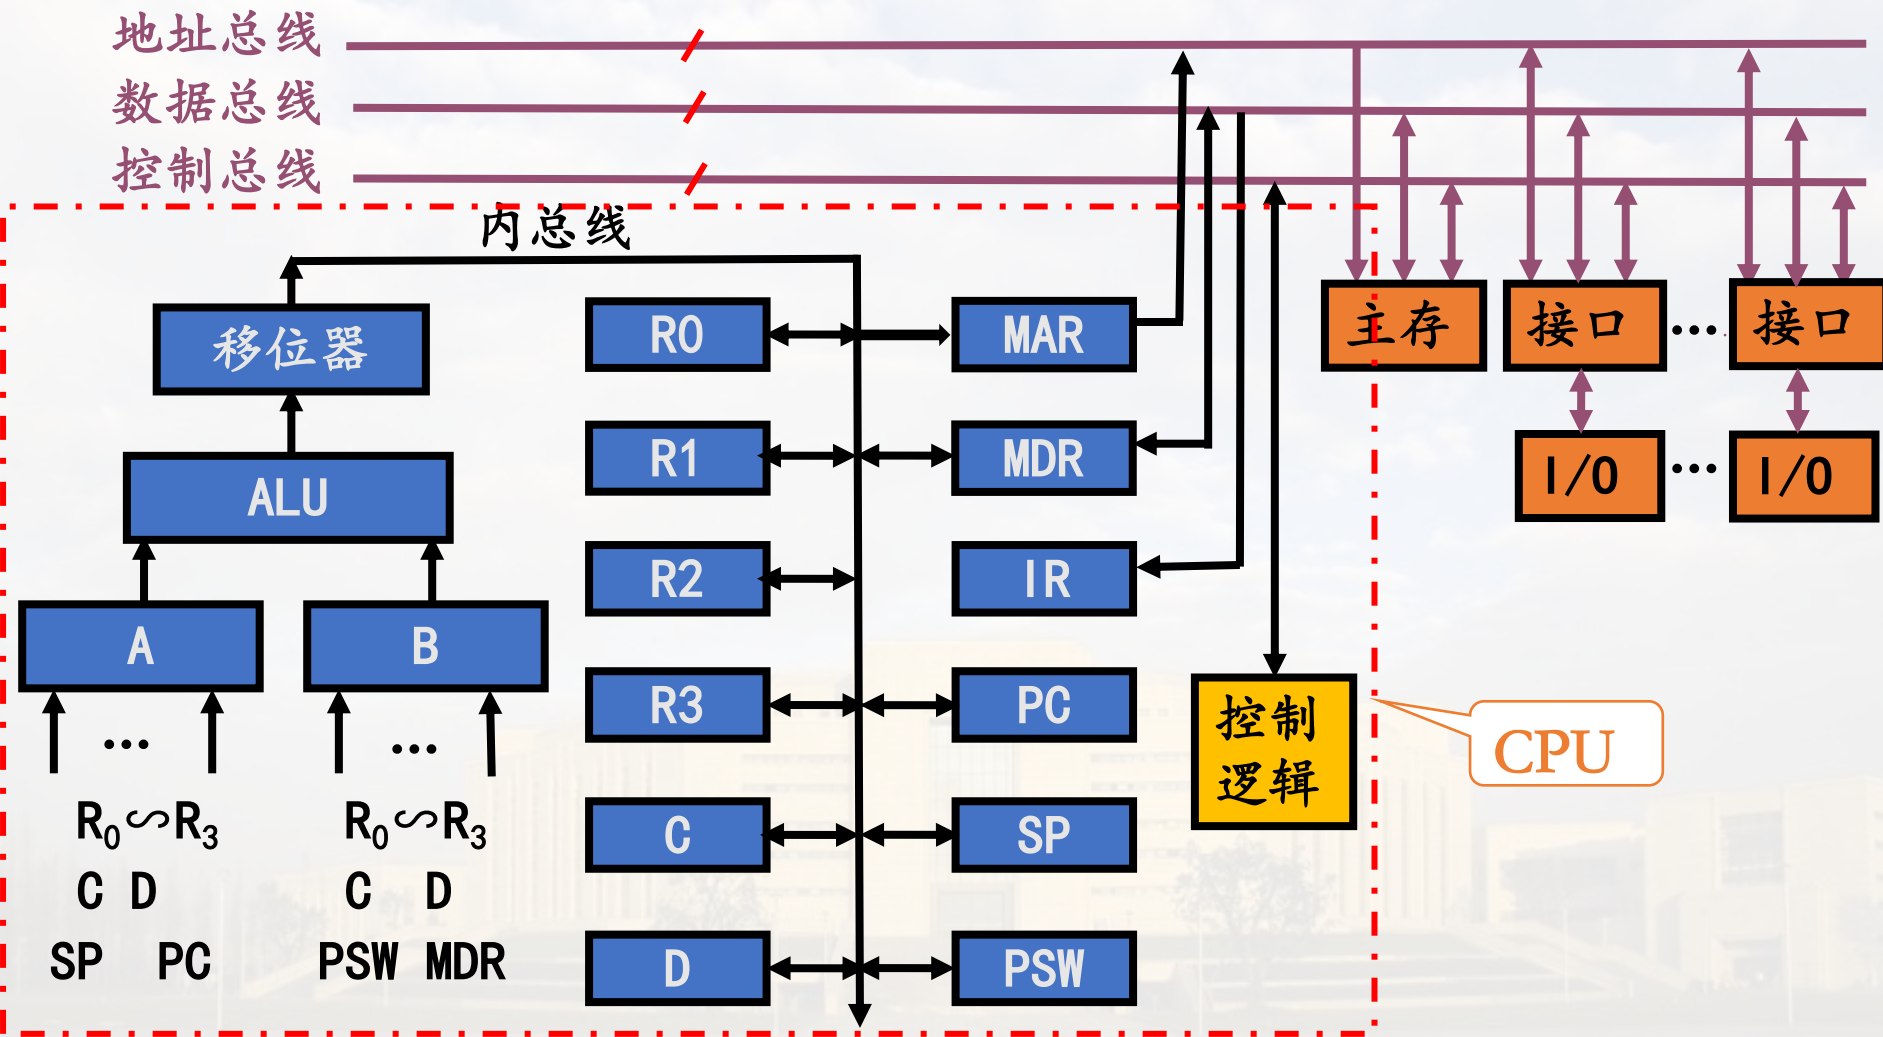 地址总线
数据总线
控制总线
内总线
移位器
ALU
A
B
...
...
R0∽R3
R0∽R3
C D
C D
SP PC
PSW MDR
R0
R1
R2
R3
C
D
MAR
MDR
IR
PC
SP
PSW
控制
逻辑
主存
接口
...
接口
I/O
...
I/O
CPU